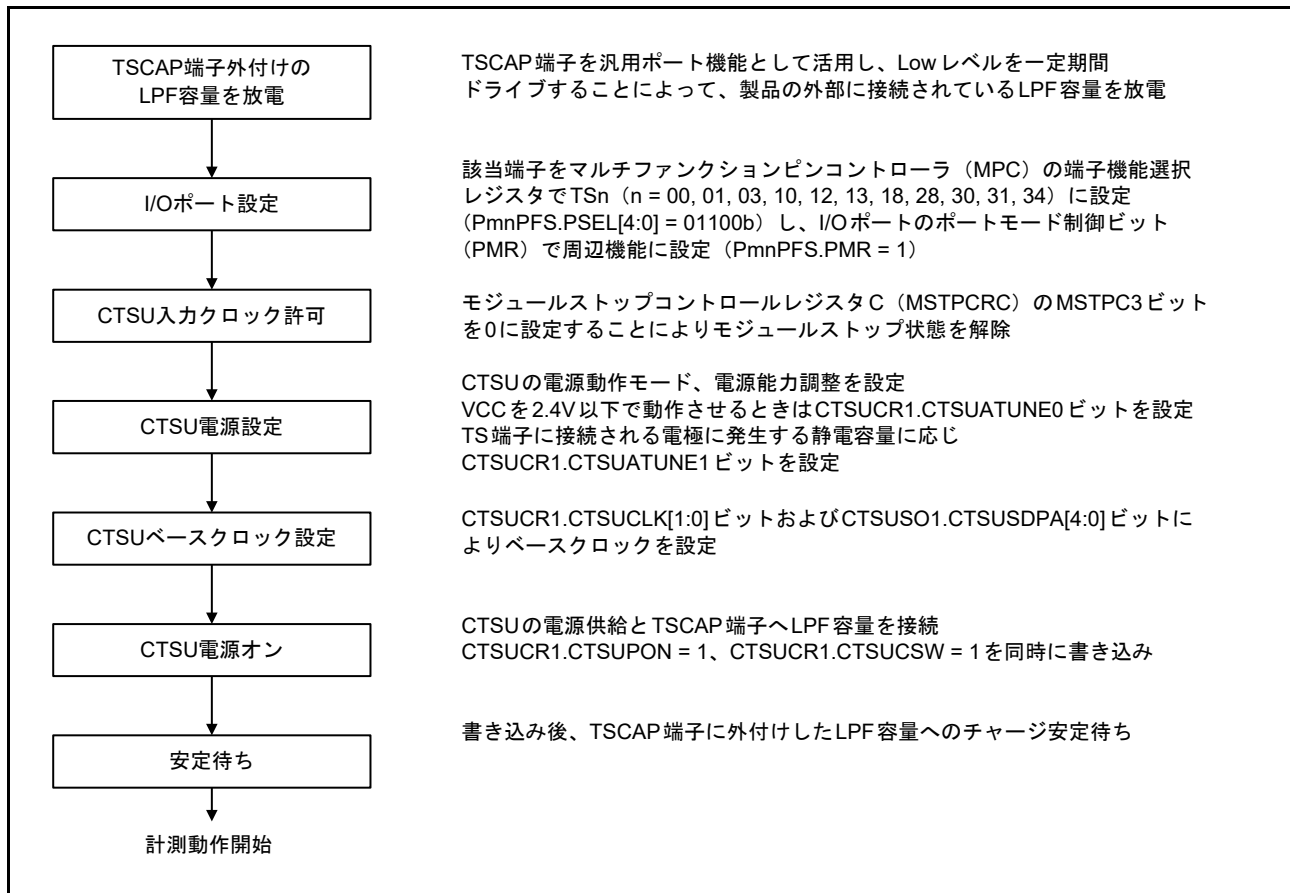 TSCAP端子外付けの
LPF容量を放電
TSCAP端子を汎用ポート機能として活用し、Lowレベルを一定期間
ドライブすることによって、製品の外部に接続されているLPF容量を放電
I/Oポート設定
該当端子をマルチファンクションピンコントローラ（MPC）の端子機能選択
レジスタでTSn（n = 00, 01, 03, 10, 12, 13, 18, 28, 30, 31, 34）に設定
（PmnPFS.PSEL[4:0] = 01100b）し、I/Oポートのポートモード制御ビット
（PMR）で周辺機能に設定（PmnPFS.PMR = 1）
CTSU入力クロック許可
モジュールストップコントロールレジスタC（MSTPCRC）のMSTPC3ビット
を0に設定することによりモジュールストップ状態を解除
CTSU電源設定
CTSUの電源動作モード、電源能力調整を設定
VCCを2.4V以下で動作させるときはCTSUCR1.CTSUATUNE0ビットを設定
TS端子に接続される電極に発生する静電容量に応じ
CTSUCR1.CTSUATUNE1ビットを設定
CTSUベースクロック設定
CTSUCR1.CTSUCLK[1:0]ビットおよびCTSUSO1.CTSUSDPA[4:0]ビットに
よりベースクロックを設定
CTSU電源オン
CTSUの電源供給とTSCAP端子へLPF容量を接続
CTSUCR1.CTSUPON = 1、CTSUCR1.CTSUCSW = 1を同時に書き込み
安定待ち
書き込み後、TSCAP端子に外付けしたLPF容量へのチャージ安定待ち
計測動作開始